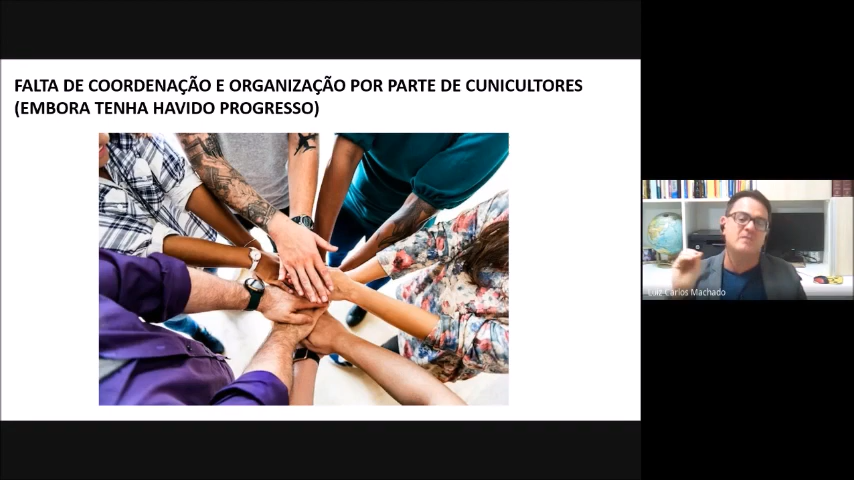 FALTA DE COORDENAÇÃO E ORGANIZAÇÃO POR PARTE DE CUNICULTORES
(EMBORA TENHA HAVIDO PROGRESSO)
Luiz Carlos Machado